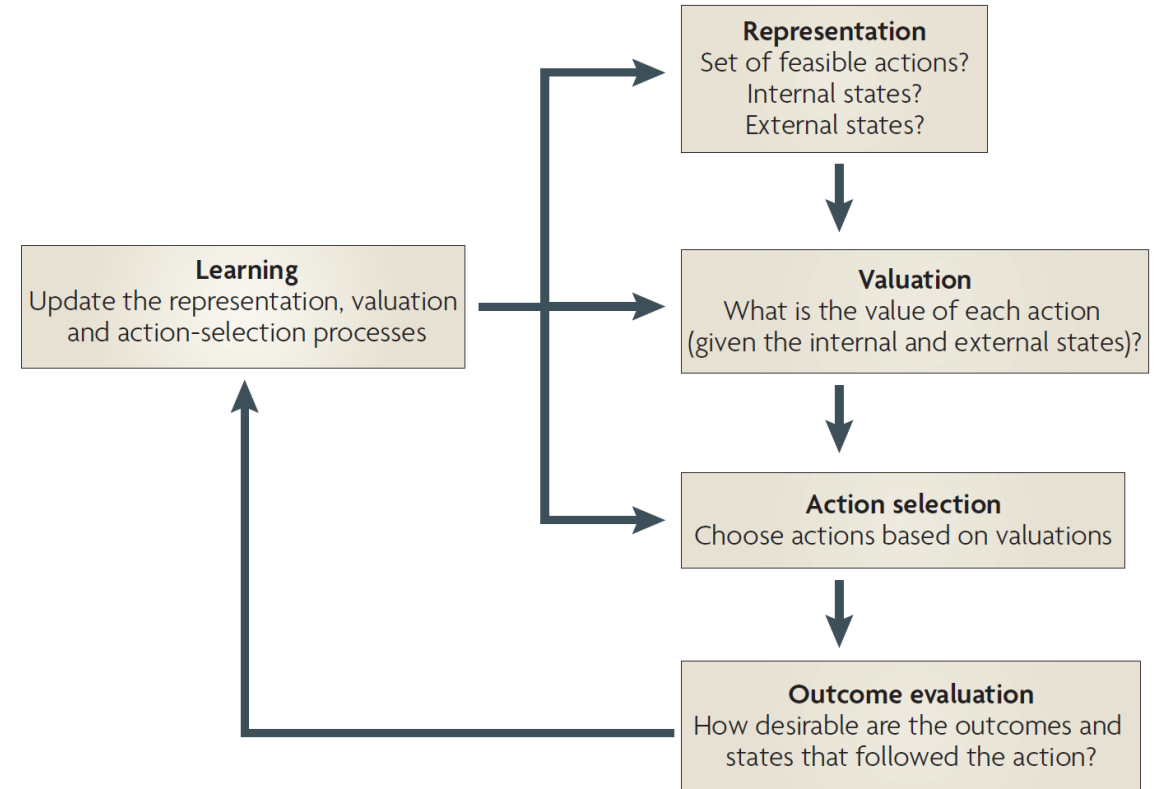 Representation
Set of feasible actions?
Internal states?
External states?
Learning
Update the representation, valuation
and action-selection processes
Valuation
What is the value of each action
(given the internal and external states)?
Action selection
Choose actions based on valuations
Outcome evaluation
How desirable are the outcomes and
states that followed the action?